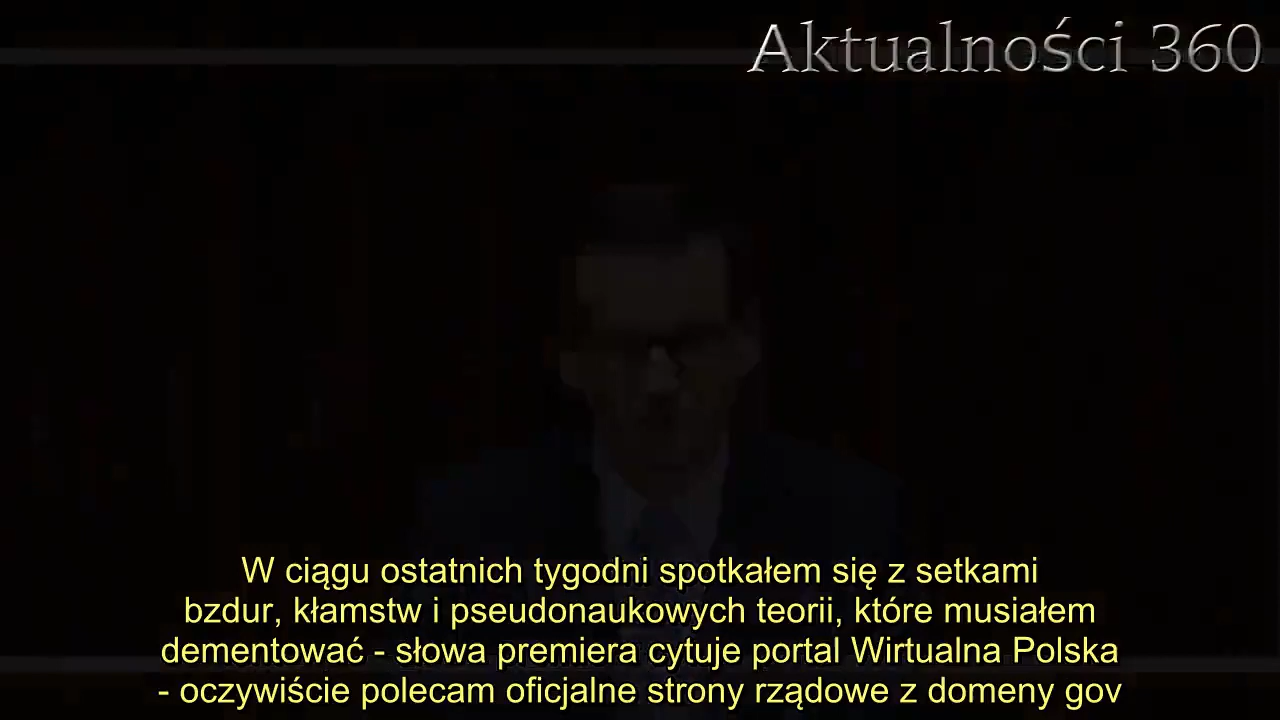 Aktualności 360
W ciągu ostatnich tygodni spotkałem się z setkami
bzdur, kłamstw i pseudonaukowych teorii, które musiałem
dementować - słowa premiera cytuje portal Wirtualna Polska
- oczywiście polecam oficjalne strony rządowe z domeny gov